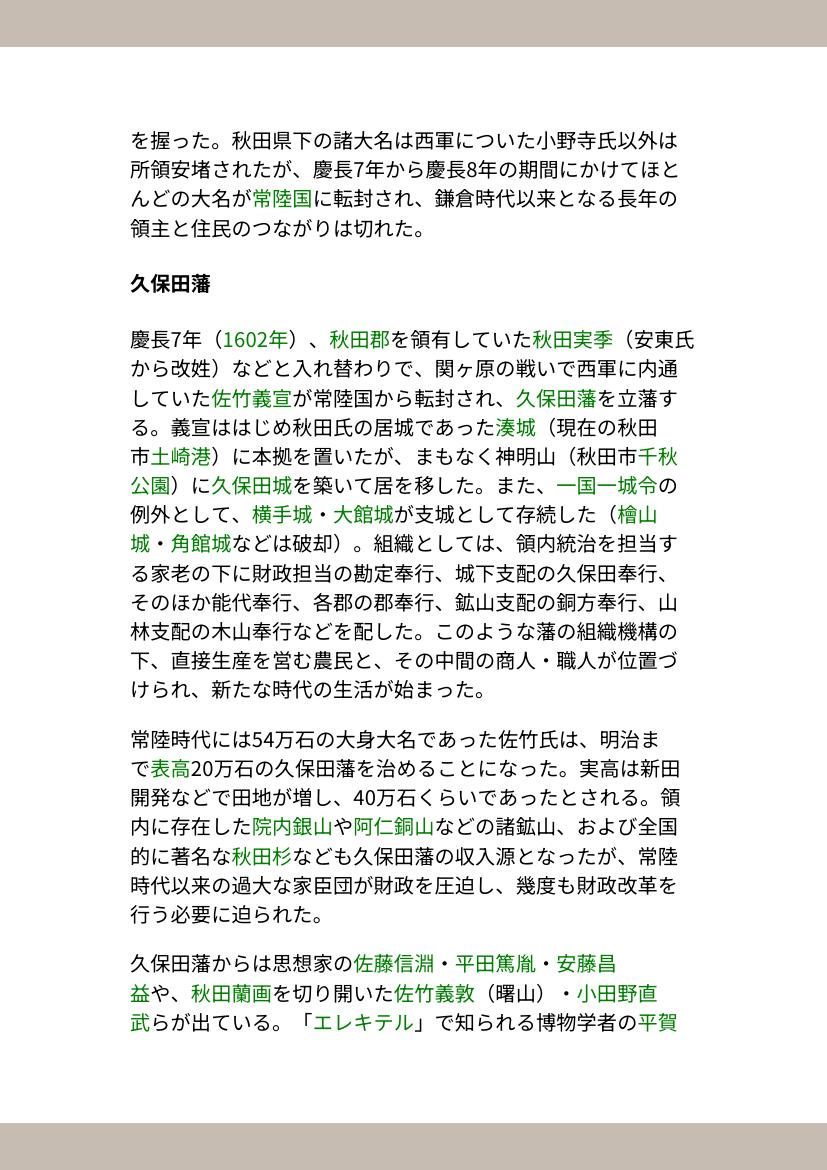 を握った。秋田県下の諸大名は西軍についた小野寺氏以外は
所領安堵されたが、慶長7年から慶長8年の期間にかけてほと
んどの大名が常陸国に転封され、鎌倉時代以来となる長年の
領主と住民のつながりは切れた。
久保田藩
慶長7年（1602年）、秋田郡を領有していた秋田実季（安東氏
から改姓）などと入れ替わりで、関ヶ原の戦いで西軍に内通
していた佐竹義宣が常陸国から転封され、久保田藩を立藩す
る。義宣ははじめ秋田氏の居城であった湊城（現在の秋田
市土崎港）に本拠を置いたが、まもなく神明山（秋田市千秋
公園）に久保田城を築いて居を移した。また、一国一城令の
例外として、横手城・大館城が支城として存続した（檜山
城・角館城などは破却）。組織としては、領内統治を担当す
る家老の下に財政担当の勘定奉行、城下支配の久保田奉行、
そのほか能代奉行、各郡の郡奉行、鉱山支配の銅方奉行、山
林支配の木山奉行などを配した。このような藩の組織機構の
下、直接生産を営む農民と、その中間の商人・職人が位置づ
けられ、新たな時代の生活が始まった。
常陸時代には54万石の大身大名であった佐竹氏は、明治ま
で表高20万石の久保田藩を治めることになった。実高は新田
開発などで田地が増し、40万石くらいであったとされる。領
内に存在した院内銀山や阿仁銅山などの諸鉱山、および全国
的に著名な秋田杉なども久保田藩の収入源となったが、常陸
時代以来の過大な家臣団が財政を圧迫し、幾度も財政改革を
行う必要に迫られた。
久保田藩からは思想家の佐藤信淵・平田篤胤・安藤昌
益や、秋田蘭画を切り開いた佐竹義敦（曙山）・小田野直
武らが出ている。「エレキテル」で知られる博物学者の平賀